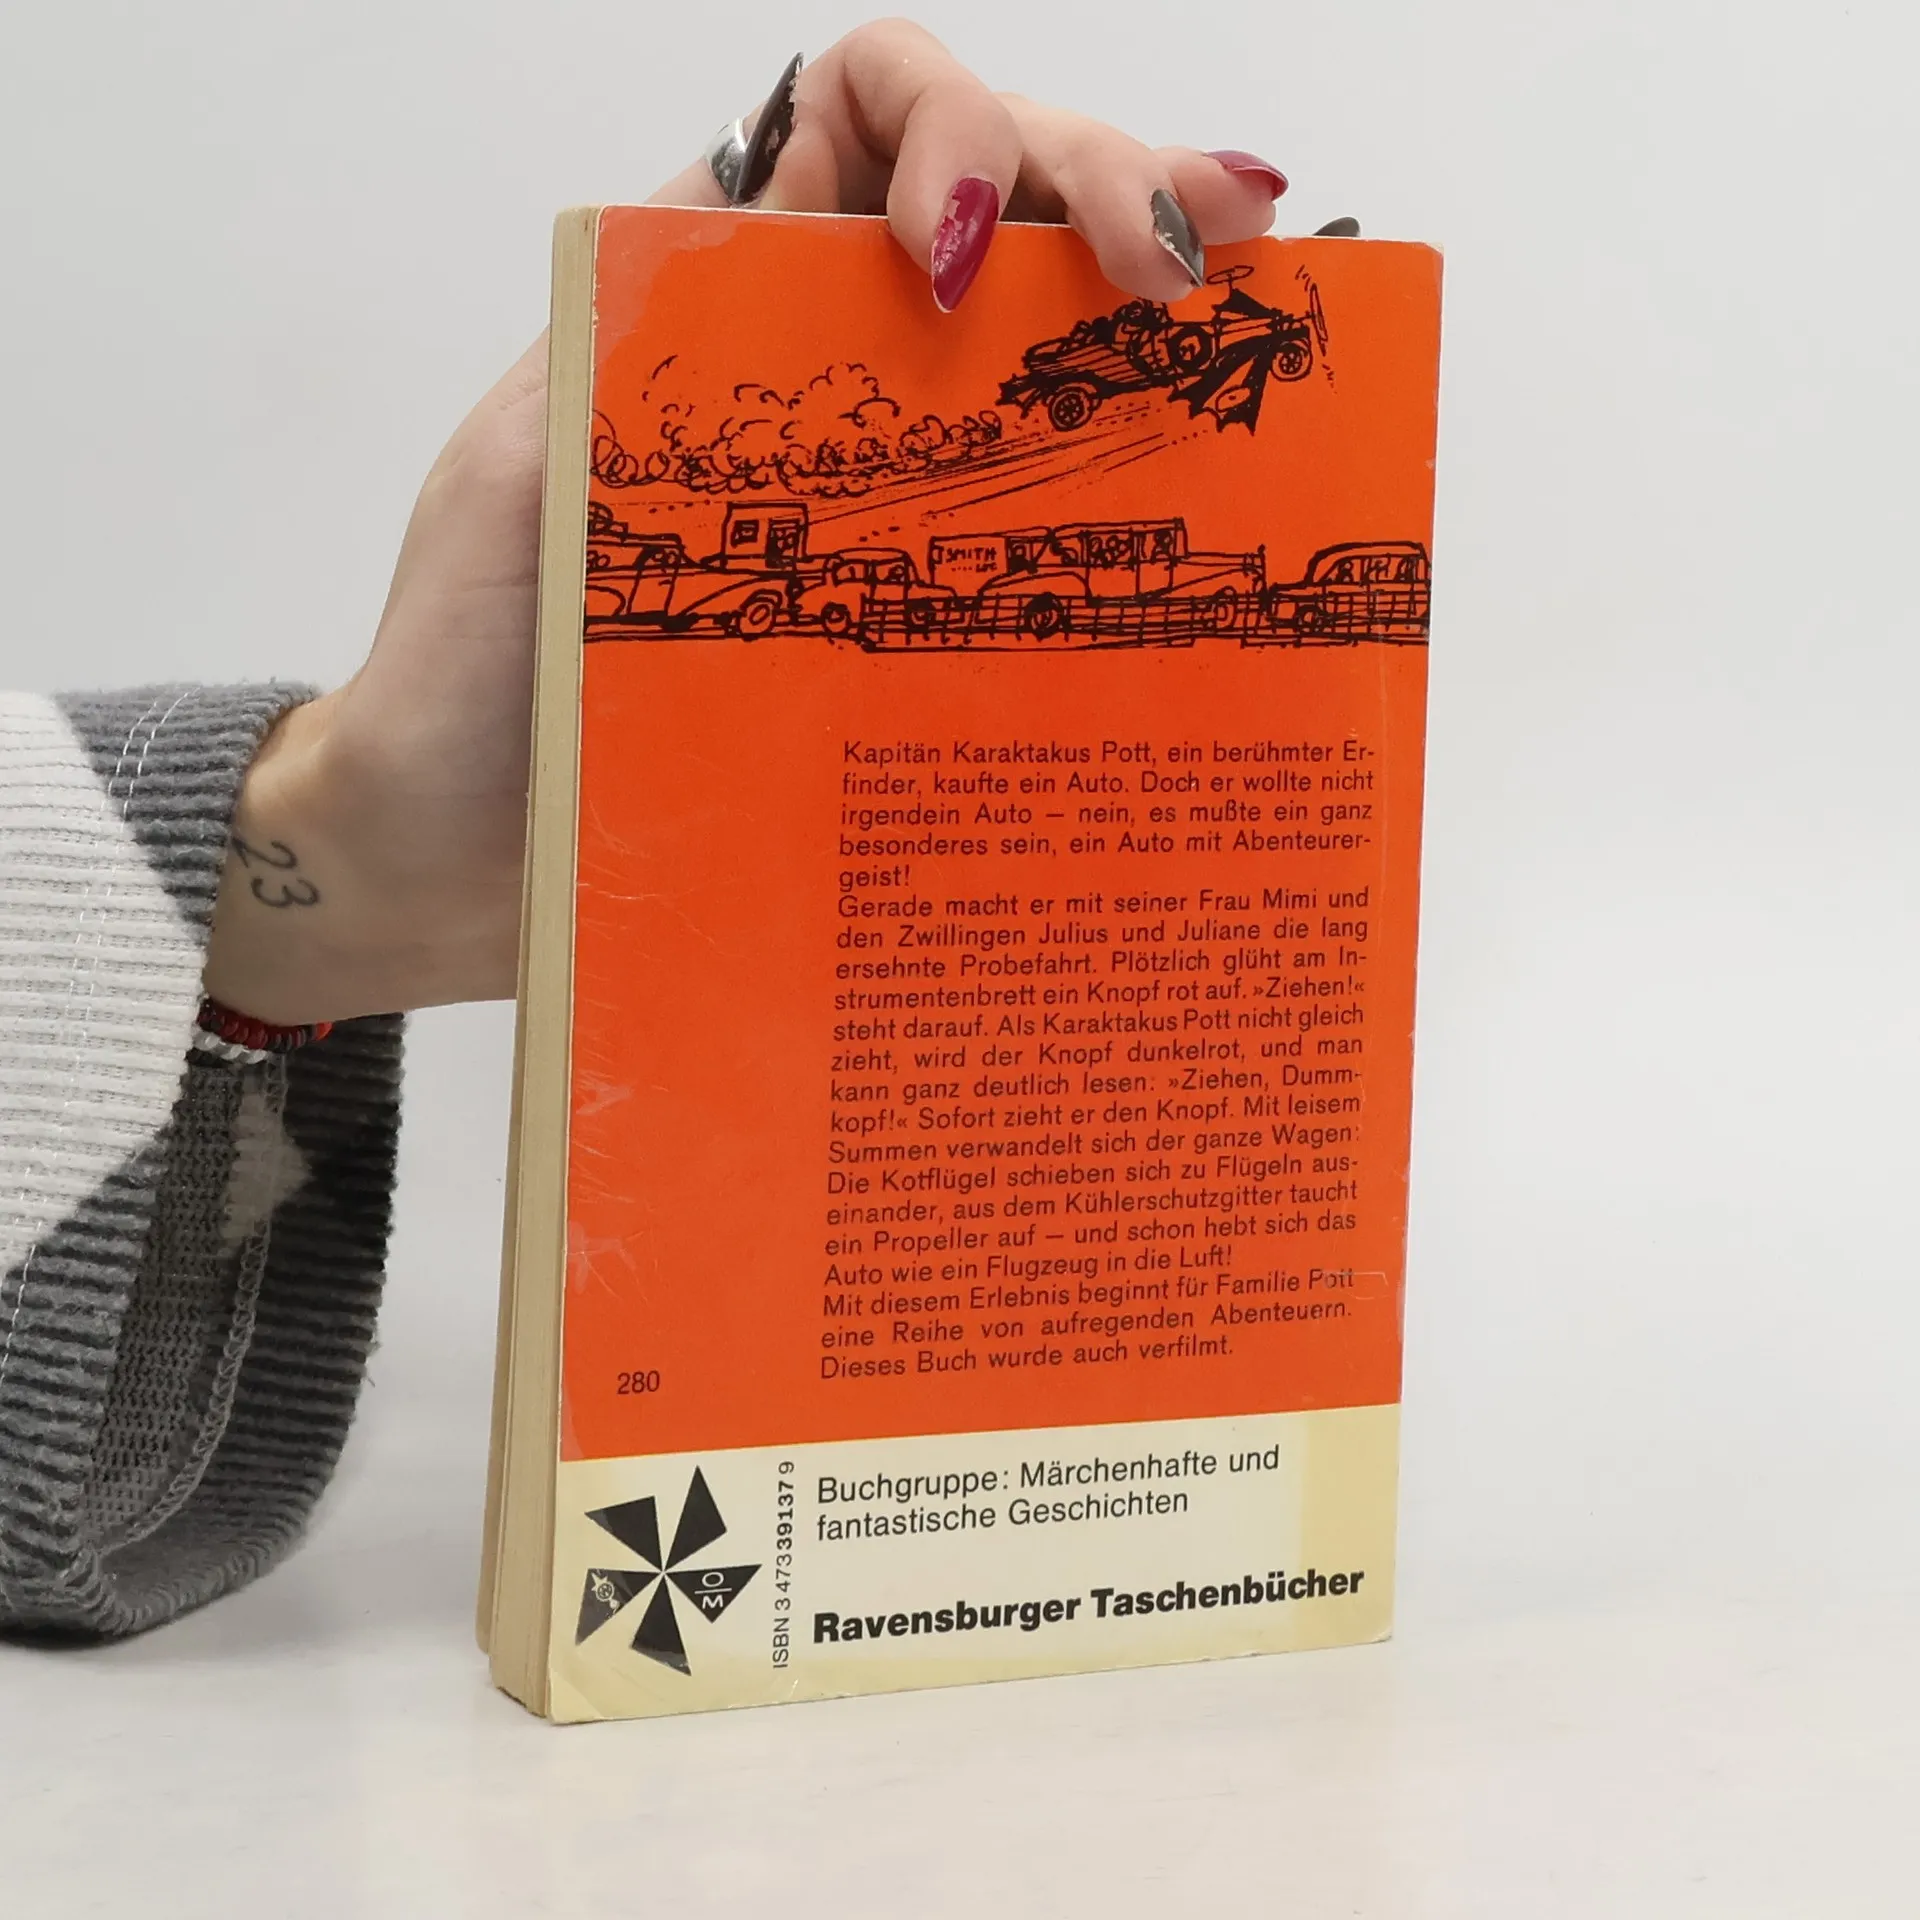 23
SMITH
Kapitän Karaktakus Pott, ein berühmter Er-
finder, kaufte ein Auto. Doch er wollte nicht
irgendein Auto — nein, es mußte ein ganz
besonderes sein, ein Auto mit Abenteurer-
geist!
Gerade macht er mit seiner Frau Mimi und
den Zwillingen Julius und Juliane die lang
ersehnte Probefahrt. Plötzlich glüht am In-
strumentenbrett ein Knopf rot auf. »Ziehen!«
steht darauf. Als Karaktakus Pott nicht gleich
zieht, wird der Knopf dunkelrot, und man
kann ganz deutlich lesen: »Ziehen, Dumm-
kopf!« Sofort zieht er den Knopf. Mit leisem
Summen verwandelt sich der ganze Wagen:
Die Kotflügel schieben sich zu Flügeln aus-
einander, aus dem Kühlerschutzgitter taucht
ein Propeller auf — und schon hebt sich das
Auto wie ein Flugzeug in die Luft!
Mit diesem Erlebnis beginnt für Familie Pott
eine Reihe von aufregenden Abenteuern.
Dieses Buch wurde auch verfilmt.
280
Buchgruppe: Märchenhafte und
fantastische Geschichten
Ravensburger Taschenbücher
ISBN 3 473 39137 9
O
M